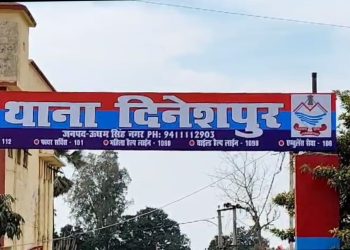 थाना दिनेशपुर
जनपद-ऊधम सिंह नगर PH: 9411112903
112 • फायर सर्विस - 101 • महिला हेल्प लाईन - 1090 • चाईल्ड हेल्प लाईन - 1098 • एम्बुलेंस सेवा - 108